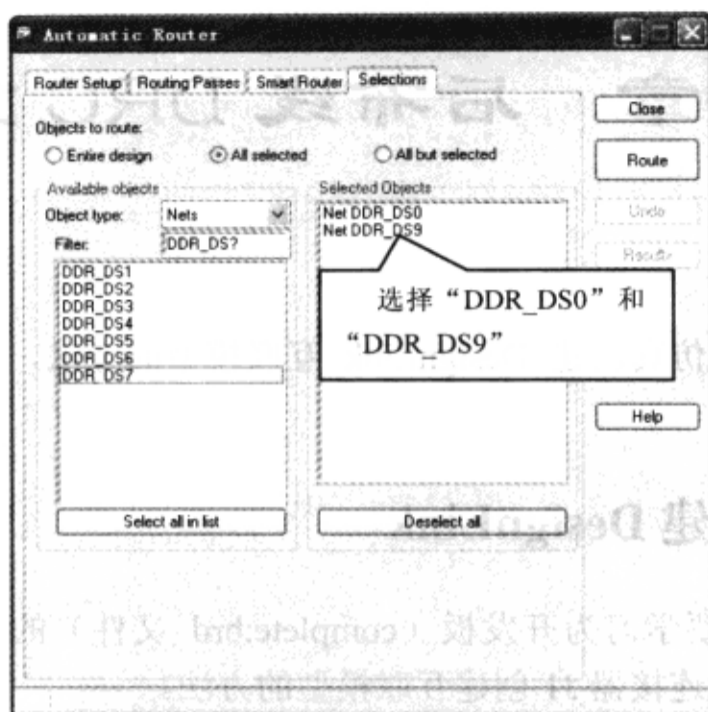 Automatic Router
Router Setup Routing Passes Smart Router Selections
Objects to route:
Entire design All selected All but selected
Close
Route
Undo
Results
Help
Available objects
Object type: Nets
Filter: DDR_DS?
DDR_DS1
DDR_DS2
DDR_DS3
DDR_DS4
DDR_DS5
DDR_DS6
DDR_DS7
Select all in list
Selected Objects
Net DDR_DS0
Net DDR_DS9
选择“DDR_DS0”和
“DDR_DS9”
Deselect all